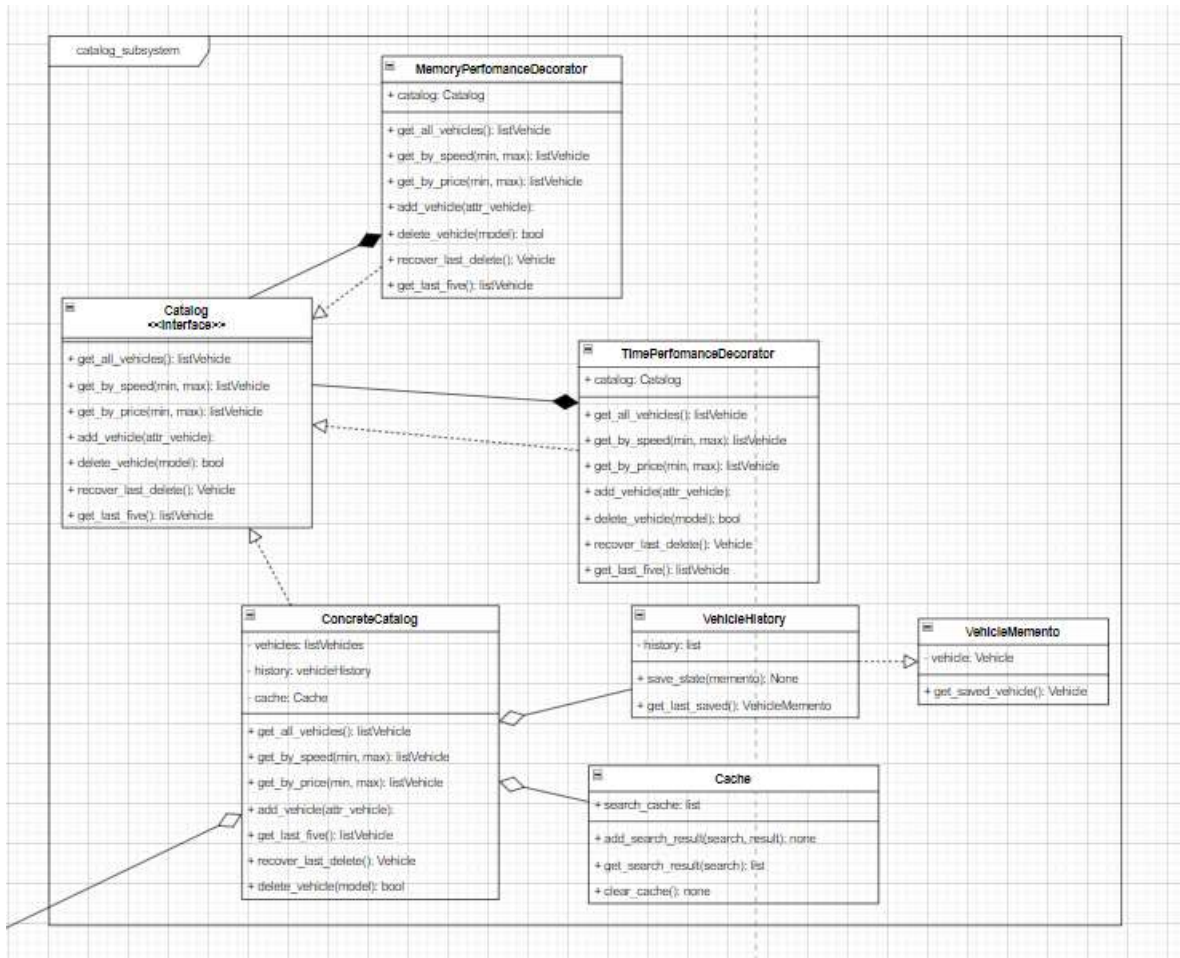 catalog_subsystem
MemoryPerfomanceDecorator
+ catalog: Catalog
+ get_all_vehicles(): listVehicle
+ get_by_speed(min, max): listVehicle
+ get_by_price(min, max): listVehicle
+ add_vehicle(attr_vehicle):
+ delete_vehicle(model): bool
+ recover_last_delete(): Vehicle
+ get_last_five(): listVehicle
Catalog
<<Interface>>
+ get_all_vehicles(): listVehicle
+ get_by_speed(min, max): listVehicle
+ get_by_price(min, max): listVehicle
+ add_vehicle(attr_vehicle):
+ delete_vehicle(model): bool
+ recover_last_delete(): Vehicle
+ get_last_five(): listVehicle
TimePerfomanceDecorator
+ catalog: Catalog
+ get_all_vehicles(): listVehicle
+ get_by_speed(min, max): listVehicle
+ get_by_price(min, max): listVehicle
+ add_vehicle(attr_vehicle):
+ delete_vehicle(model): bool
+ recover_last_delete(): Vehicle
+ get_last_five(): listVehicle
ConcreteCatalog
- vehicles: listVehicles
- history: vehicleHistory
- cache: Cache
+ get_all_vehicles(): listVehicle
+ get_by_speed(min, max): listVehicle
+ get_by_price(min, max): listVehicle
+ add_vehicle(attr_vehicle):
+ get_last_five(): listVehicle
+ recover_last_delete(): Vehicle
+ delete_vehicle(model): bool
VehicleHistory
- history: list
+ save_state(memento): None
+ get_last_saved(): VehicleMemento
VehicleMemento
- vehicle: Vehicle
+ get_saved_vehicle(): Vehicle
Cache
+ search_cache: list
+ add_search_result(search, result): none
+ get_search_result(search): list
+ clear_cache(): none